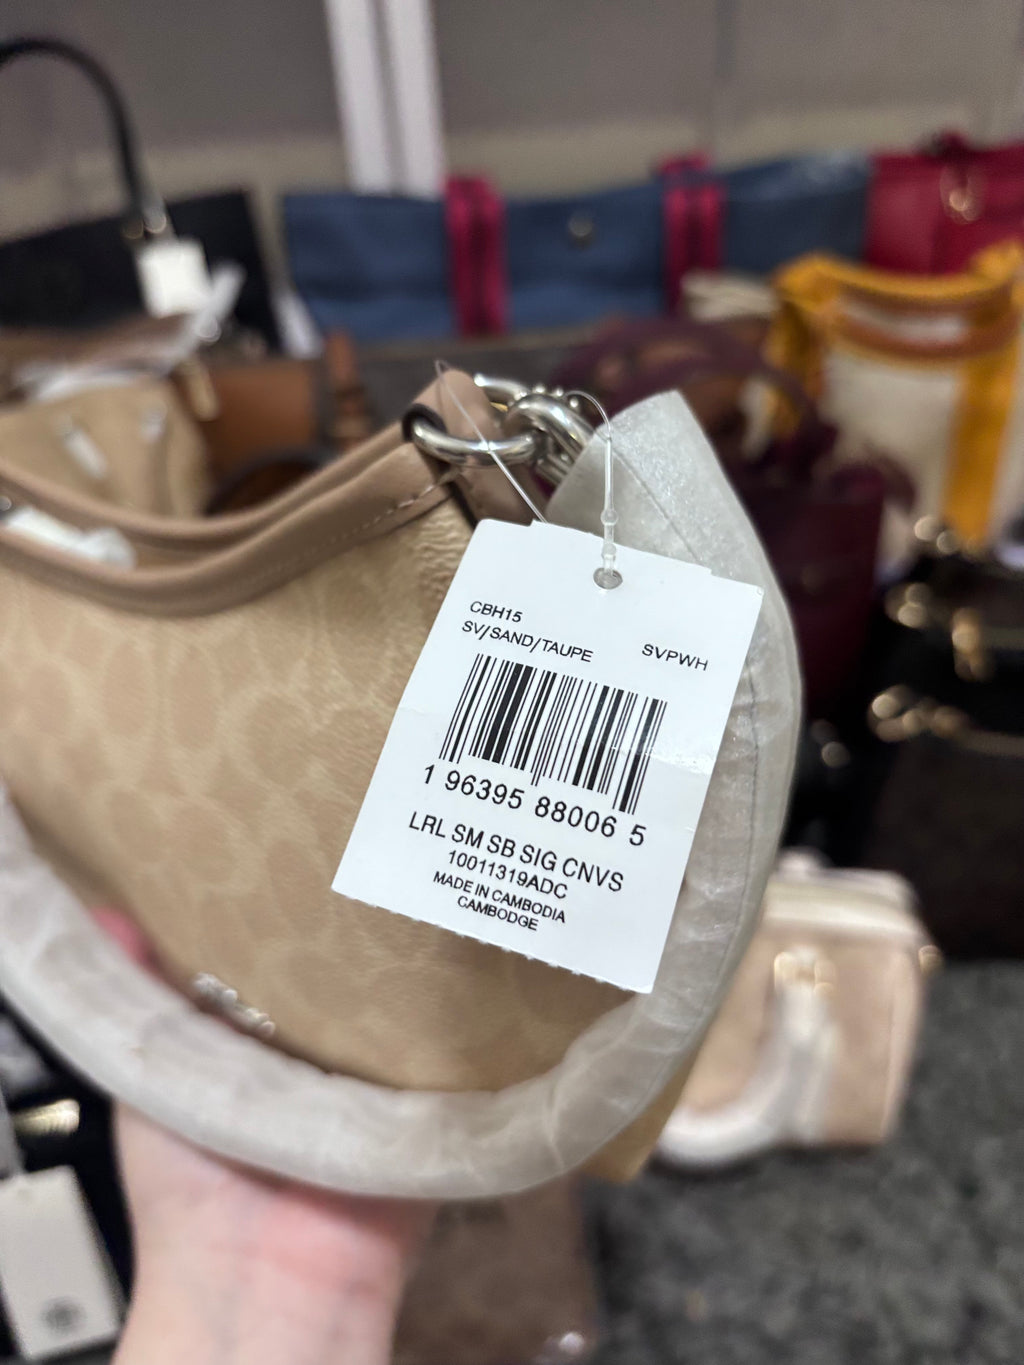 CBH15
SV/SAND/TAUPE SVPWH
1 96395 88006 5
LRL SM SB SIG CNVS
10011319ADC
MADE IN CAMBODIA
CAMBODGE